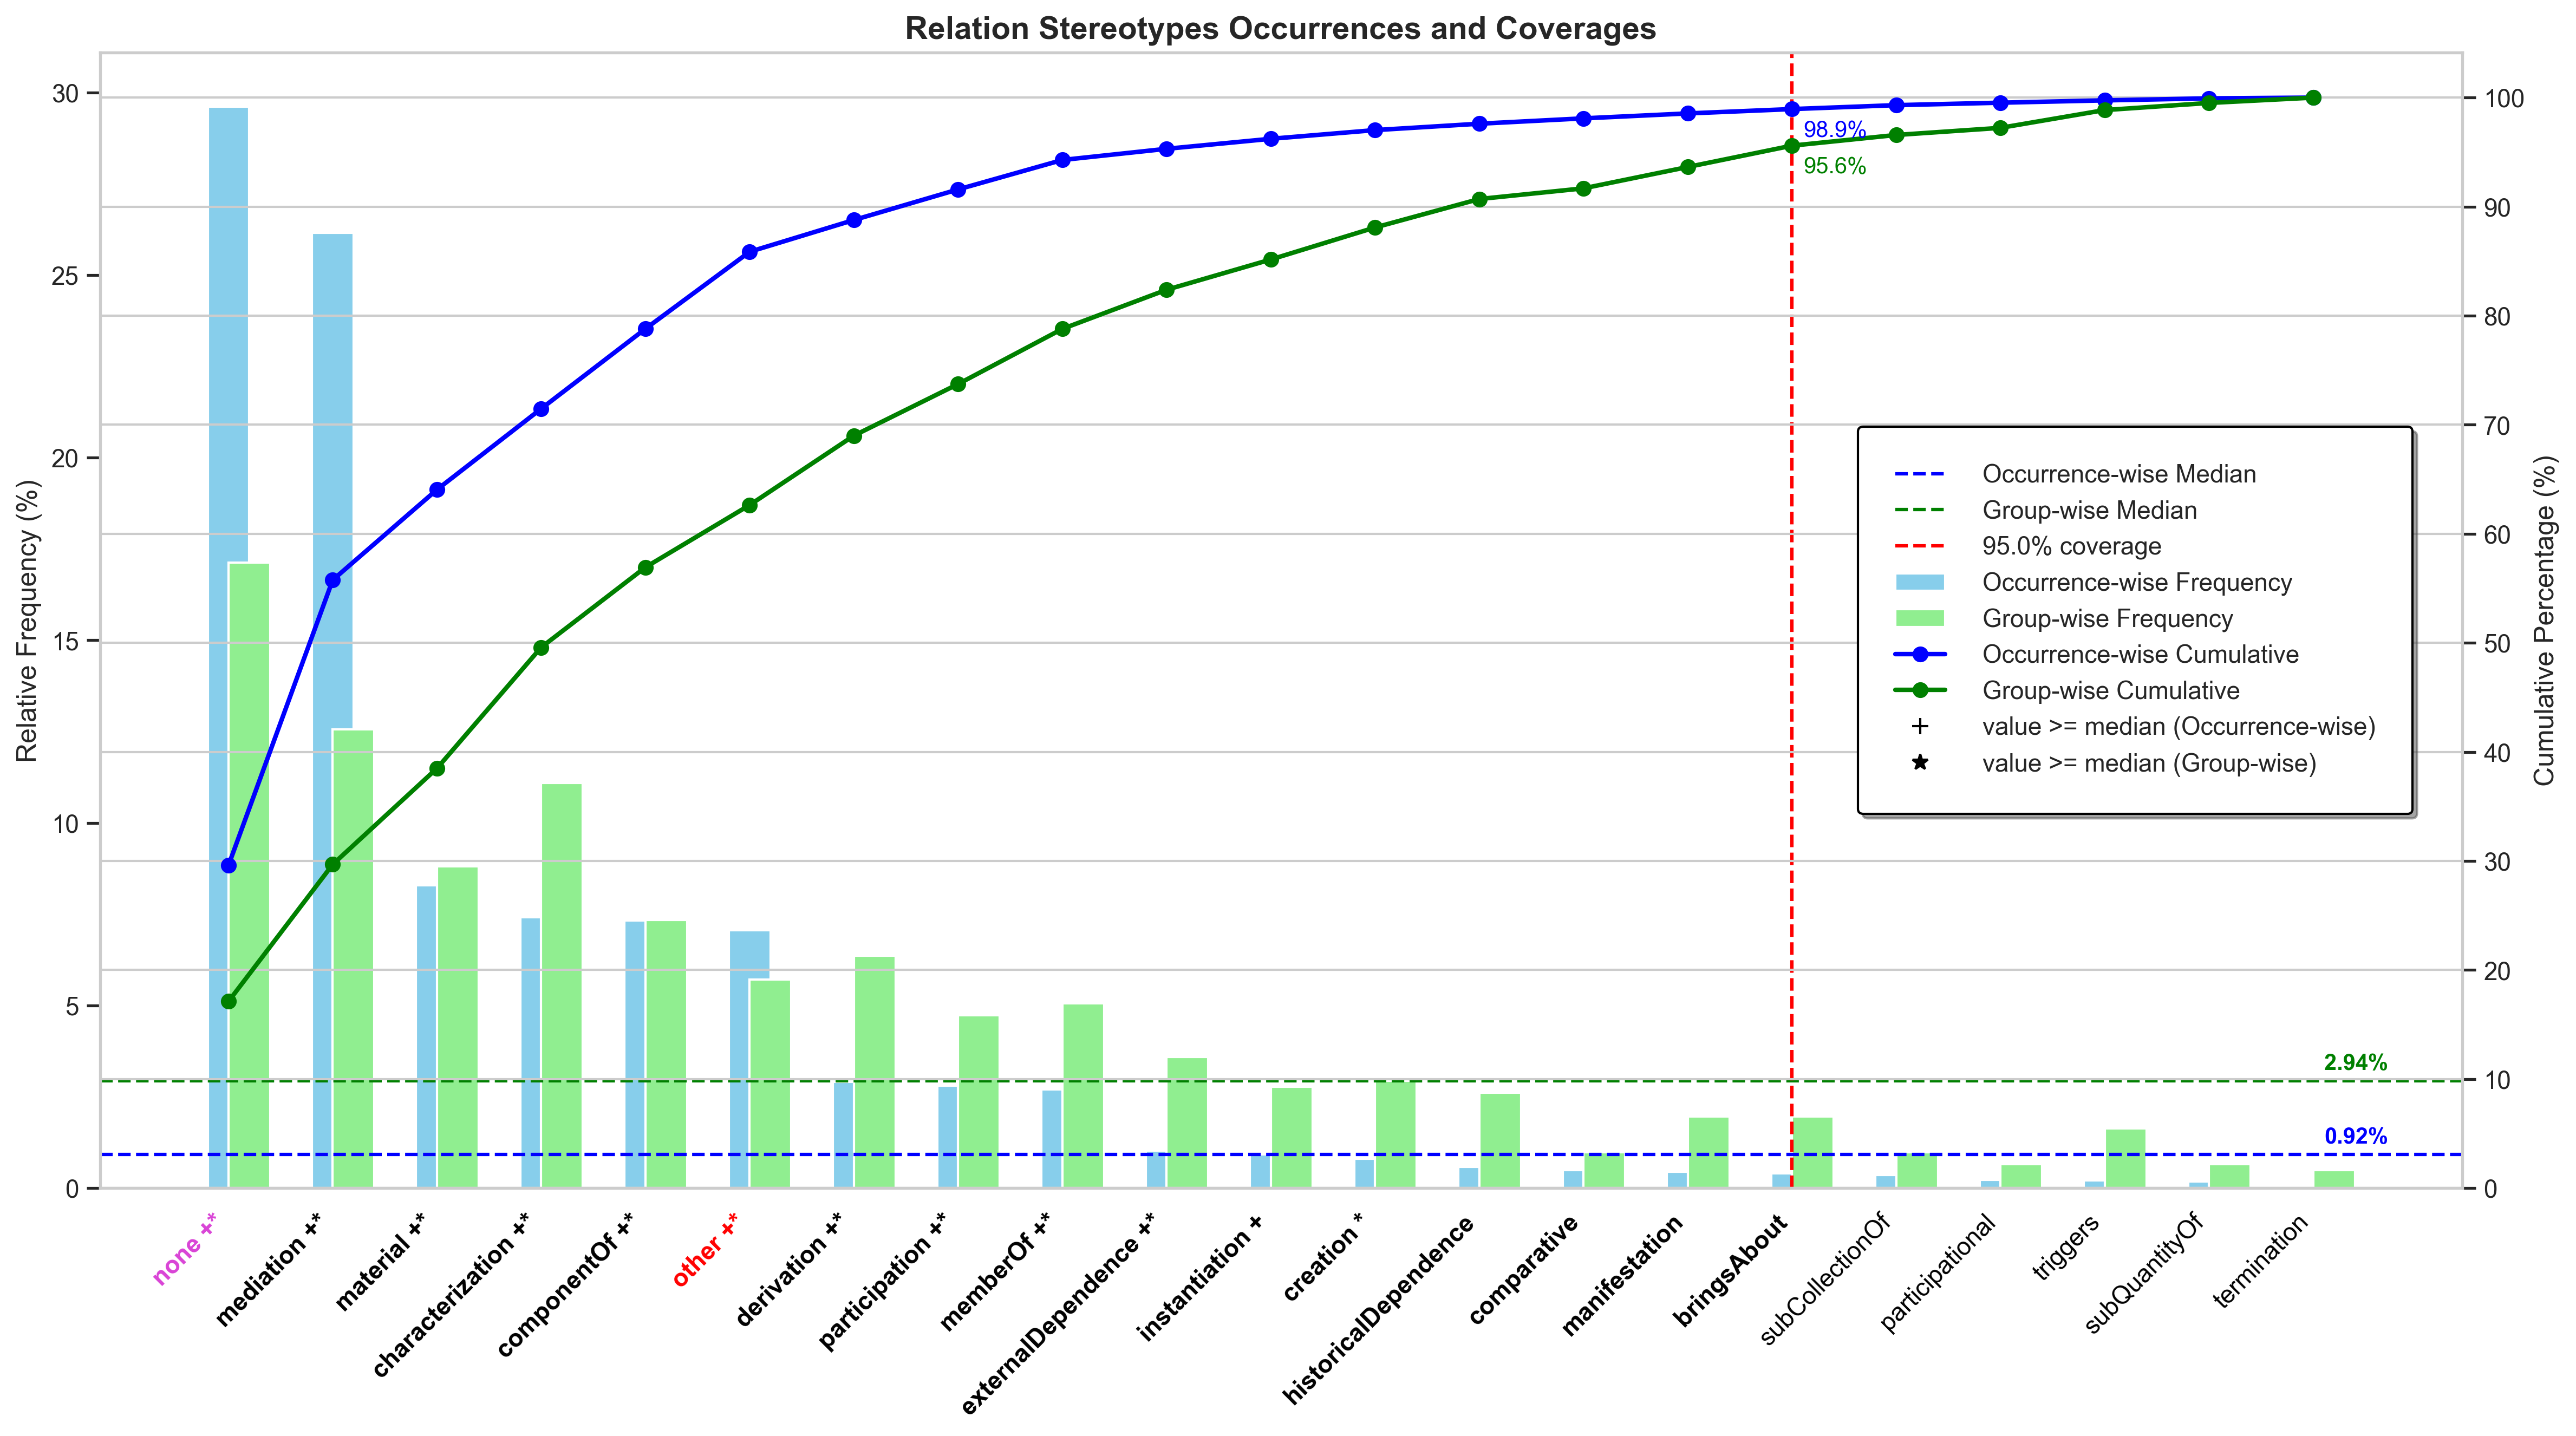 Relation Stereotypes Occurrences and Coverages
Relative Frequency (%)
30
25
20
15
10
5
0
100
90
80
70
60
50
40
30
20
10
0
Cumulative Percentage (%)
98.9%
95.6%
Occurrence-wise Median
Group-wise Median
95.0% coverage
Occurrence-wise Frequency
Group-wise Frequency
Occurrence-wise Cumulative
Group-wise Cumulative
value >= median (Occurrence-wise)
value >= median (Group-wise)
2.94%
0.92%
none +*
mediation +*
material +*
characterization +*
componentOf +*
other +*
derivation +*
participation +*
memberOf +*
externalDependence +*
instantiation +
creation *
historicalDependence
comparative
manifestation
bringsAbout
subCollectionOf
participational
triggers
subQuantityOf
termination